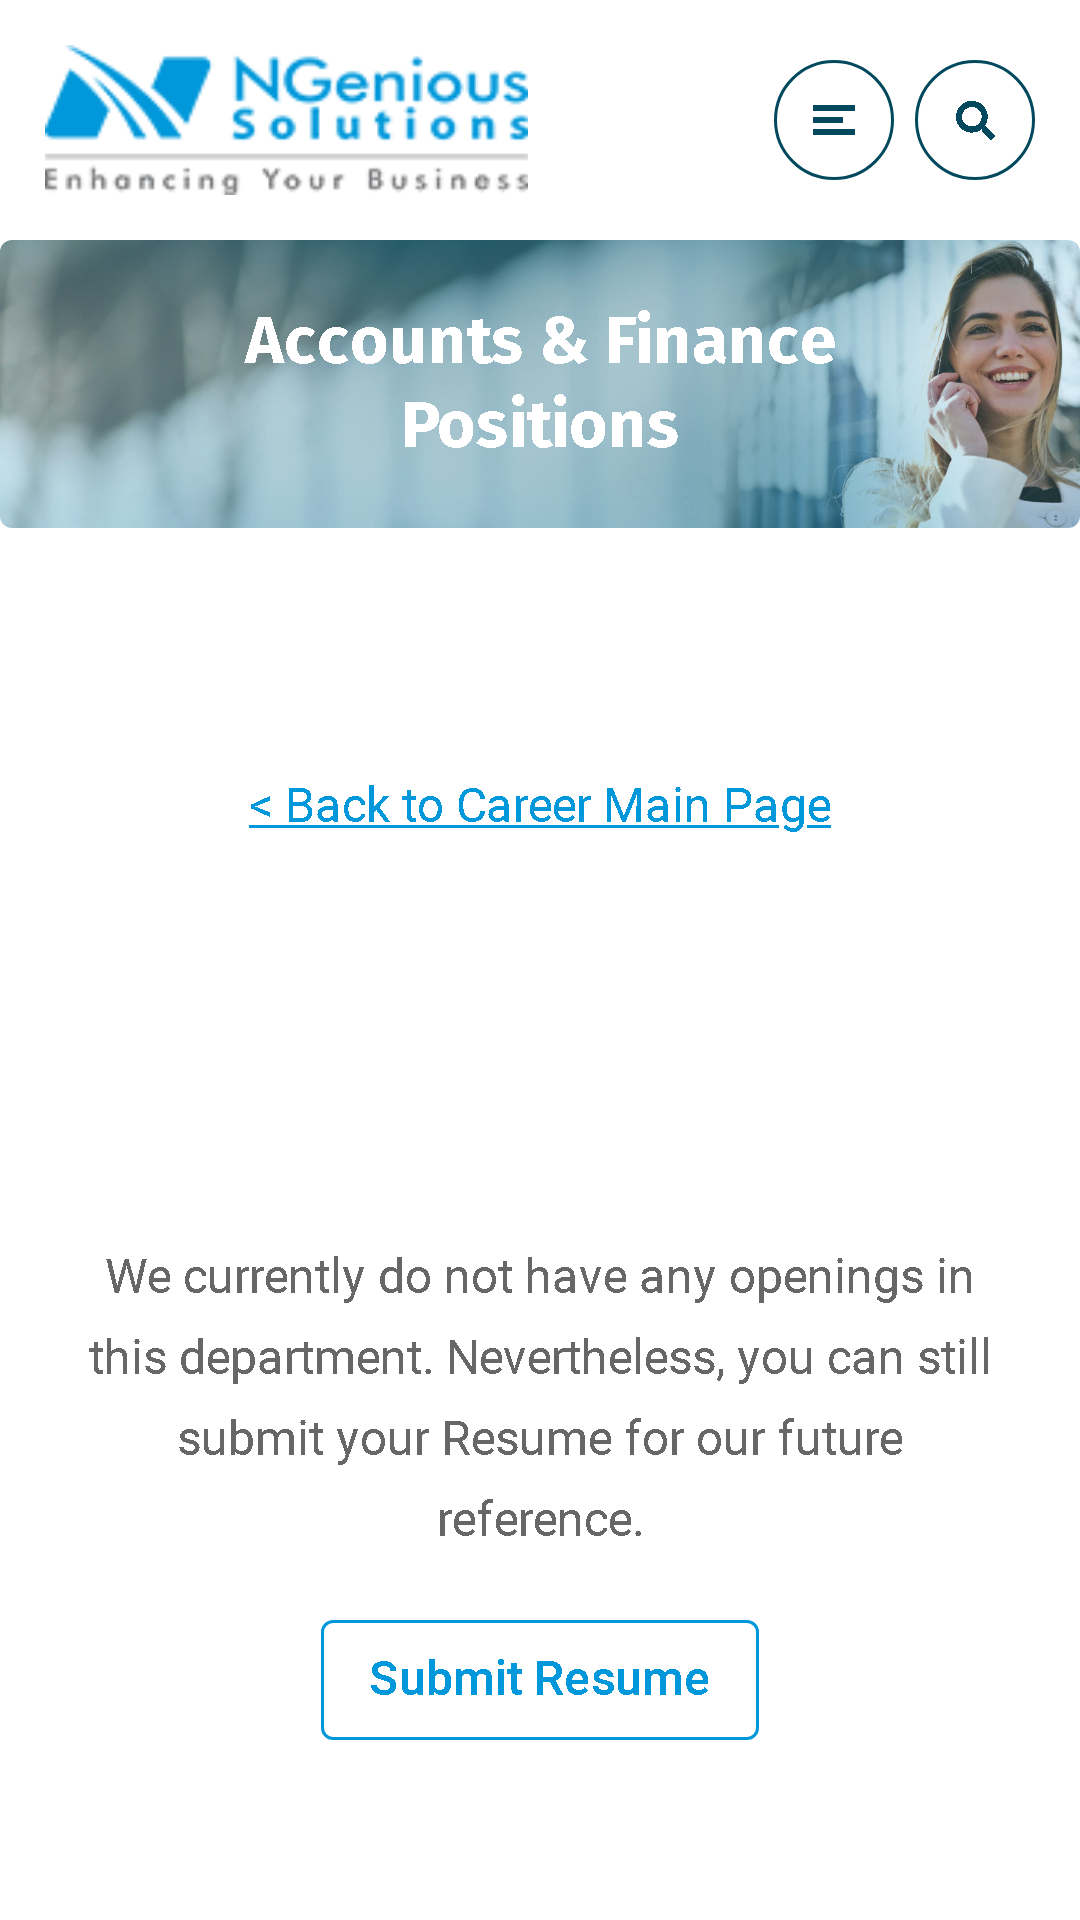 NGenious
Solutions
Enhancing Your Business
Accounts & Finance
Positions
< Back to Career Main Page
We currently do not have any openings in
this department. Nevertheless, you can still
submit your Resume for our future
reference.
Submit Resume